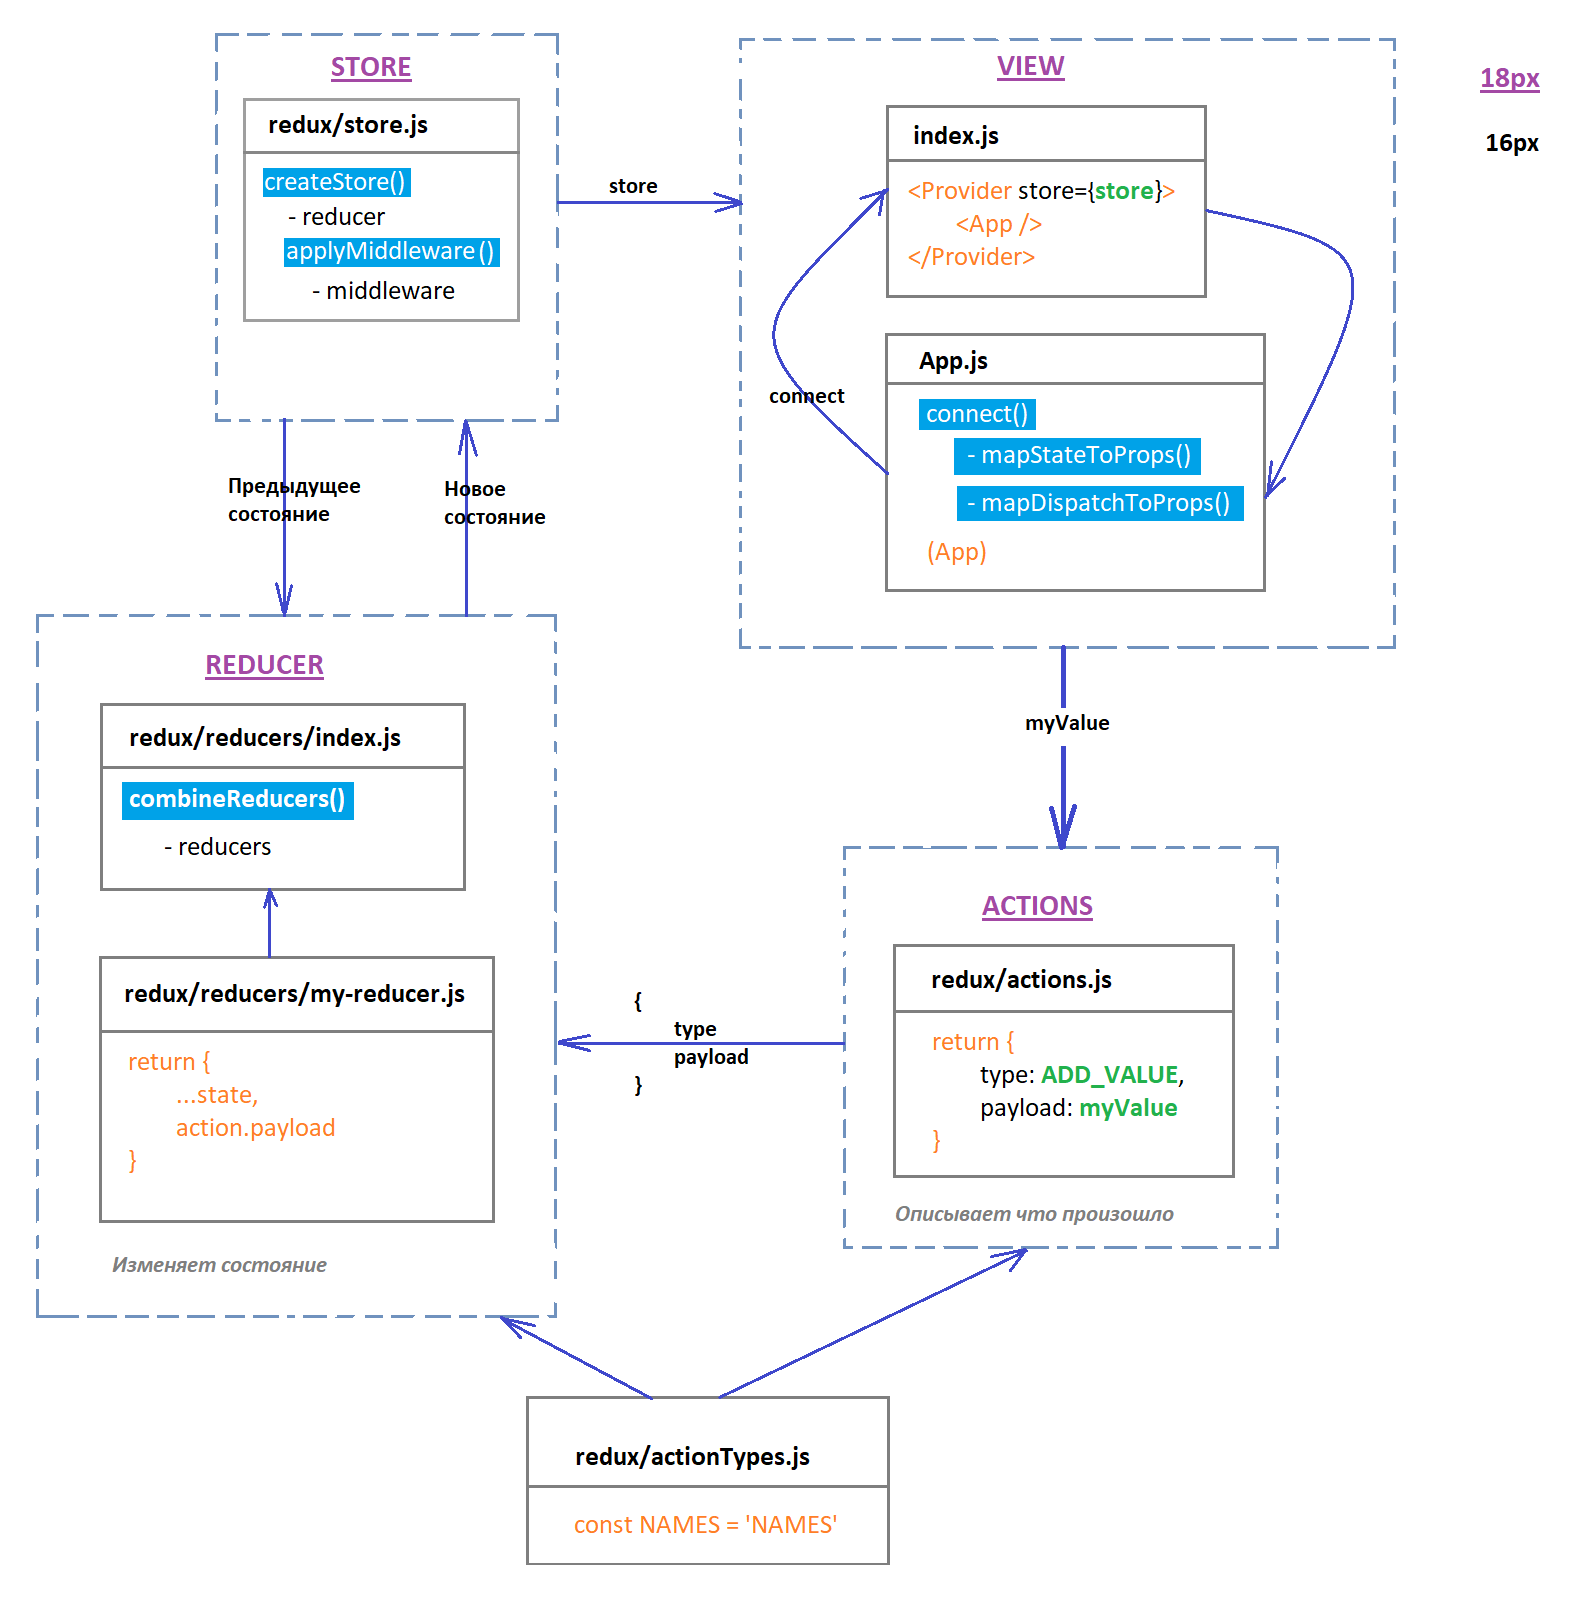 STORE
redux/store.js
createStore()
- reducer
applyMiddleware()
- middleware
store
VIEW
index.js
<Provider store={store}>
<App />
</Provider>
App.js
connect()
- mapStateToProps()
- mapDispatchToProps()
(App)
connect
18px
16px
Предыдущее
состояние
Новое
состояние
myValue
REDUCER
redux/reducers/index.js
combineReducers()
- reducers
redux/reducers/my-reducer.js
return {
...state,
action.payload
}
Изменяет состояние
{
type
payload
}
ACTIONS
redux/actions.js
return {
type: ADD_VALUE,
payload: myValue
}
Описывает что произошло
redux/actionTypes.js
const NAMES = 'NAMES'